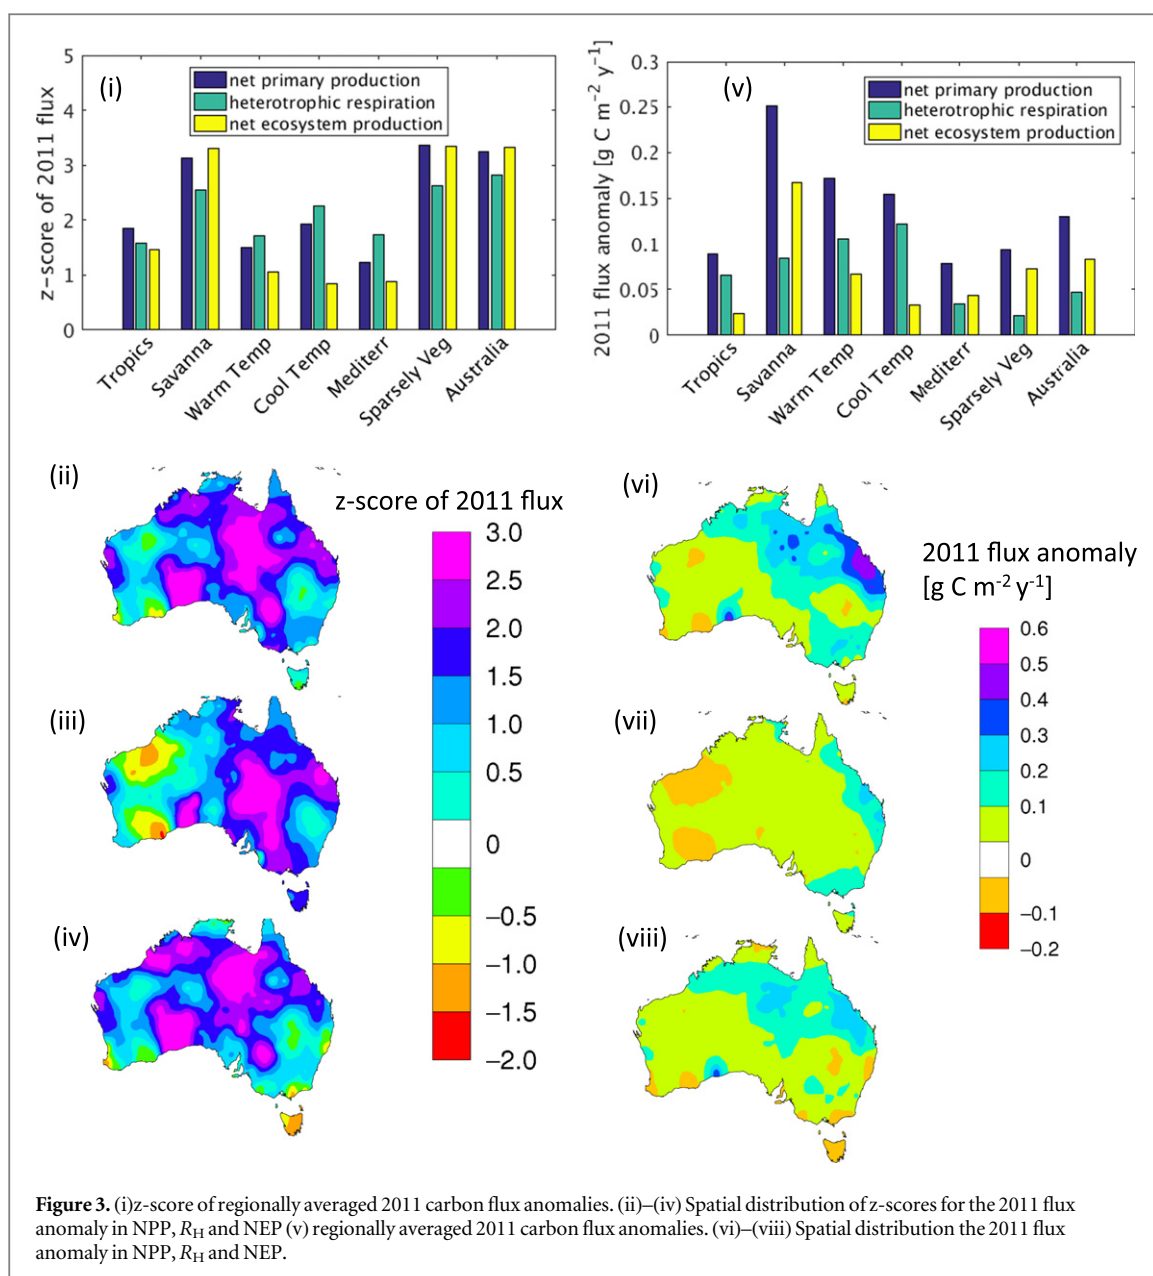 (i)
z-score of 2011 flux
5
4
3
2
1
0
net primary production
heterotrophic respiration
net ecosystem production
Tropics
Savanna
Warm Temp
Cool Temp
Mediterr
Sparsely Veg
Australia
(v)
2011 flux anomaly [g C m⁻² y⁻¹]
0.3
0.25
0.2
0.15
0.1
0.05
0
net primary production
heterotrophic respiration
net ecosystem production
Tropics
Savanna
Warm Temp
Cool Temp
Mediterr
Sparsely Veg
Australia
(ii)
(iii)
(iv)
z-score of 2011 flux
3.0
2.5
2.0
1.5
1.0
0.5
0
−0.5
−1.0
−1.5
−2.0
(vi)
(vii)
(viii)
2011 flux anomaly
[g C m⁻² y⁻¹]
0.6
0.5
0.4
0.3
0.2
0.1
0
−0.1
−0.2
Figure 3. (i)z-score of regionally averaged 2011 carbon flux anomalies. (ii)–(iv) Spatial distribution of z-scores for the 2011 flux
anomaly in NPP, R_H and NEP (v) regionally averaged 2011 carbon flux anomalies. (vi)–(viii) Spatial distribution the 2011 flux
anomaly in NPP, R_H and NEP.